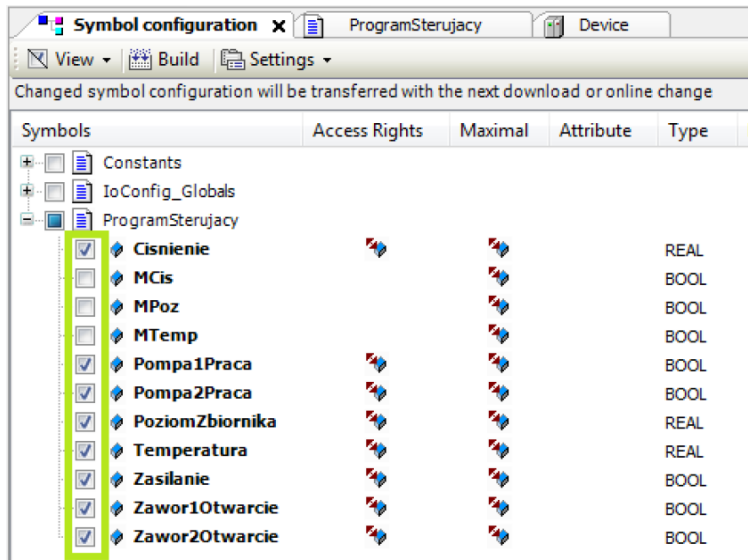 Symbol configuration ProgramSterujacy Device
View Build Settings
Changed symbol configuration will be transferred with the next download or online change
Symbols Access Rights Maximal Attribute Type
Constants
IoConfig_Globals
ProgramSterujacy
Cisnienie REAL
MCis BOOL
MPoz BOOL
MTemp BOOL
Pompa1Praca BOOL
Pompa2Praca BOOL
PoziomZbiornika REAL
Temperatura REAL
Zasilanie BOOL
Zawor1Otwarcie BOOL
Zawor2Otwarcie BOOL